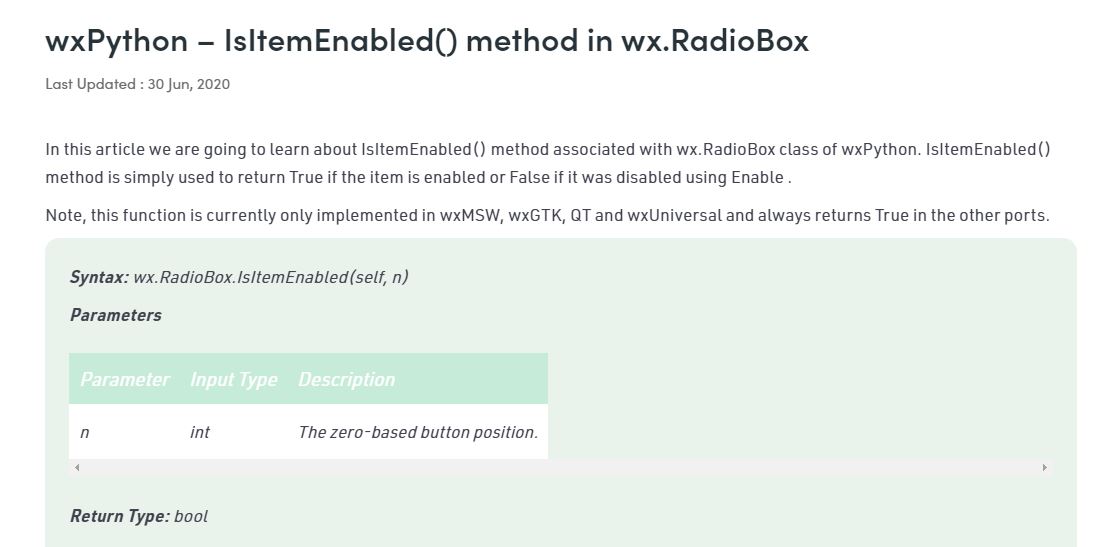 wxPython – IsItemEnabled() method in wx.RadioBox
Last Updated : 30 Jun, 2020
In this article we are going to learn about IsItemEnabled() method associated with wx.RadioBox class of wxPython. IsItemEnabled()
method is simply used to return True if the item is enabled or False if it was disabled using Enable .
Note, this function is currently only implemented in wxMSW, wxGTK, QT and wxUniversal and always returns True in the other ports.
Syntax: wx.RadioBox.IsItemEnabled(self, n)
Parameters
Parameter Input Type Description
n int The zero-based button position.
Return Type: bool